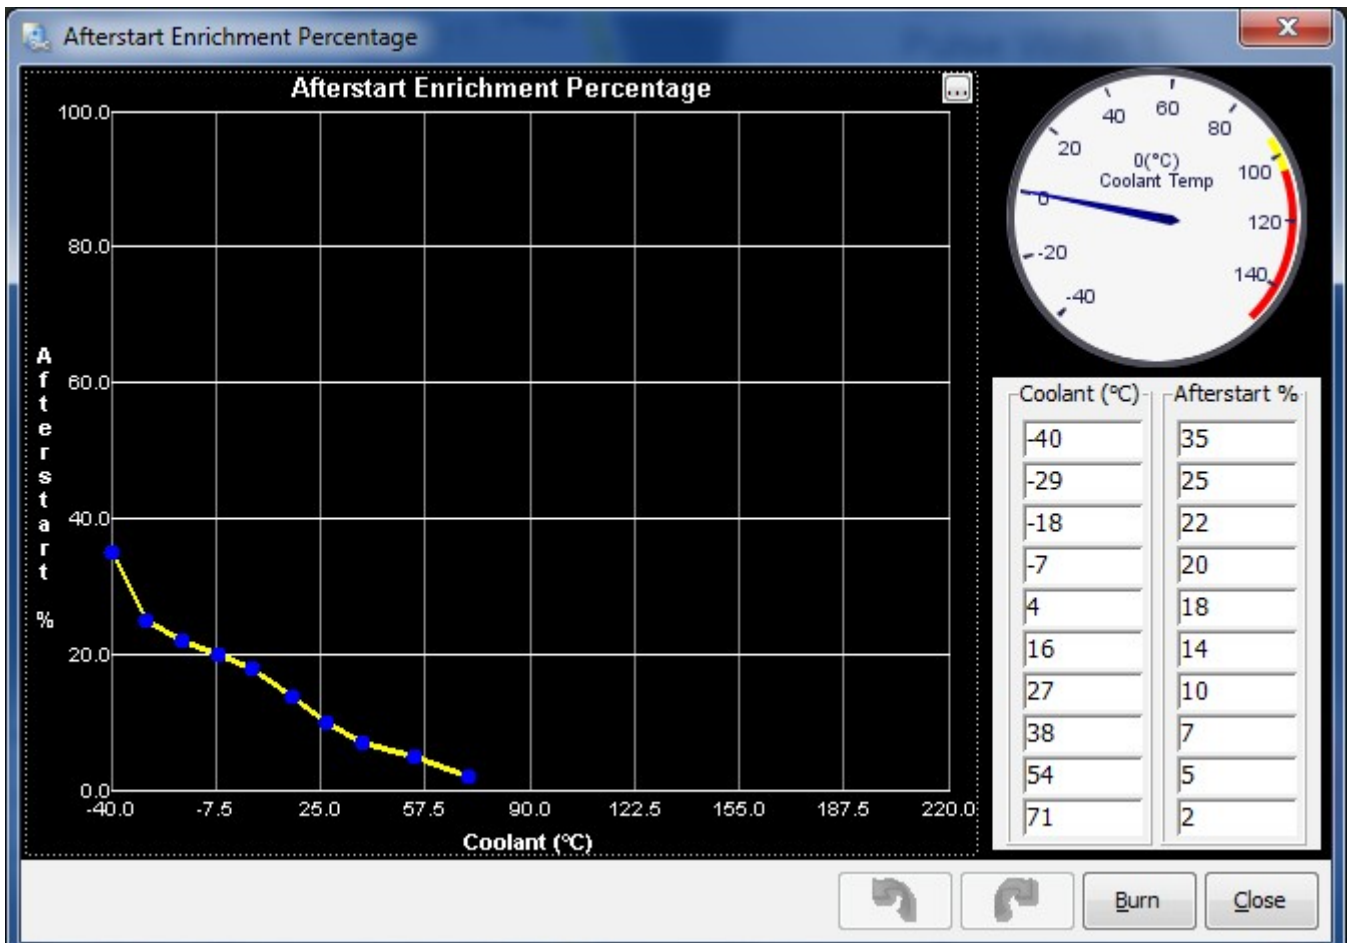 Afterstart Enrichment Percentage
X
Afterstart Enrichment Percentage
...
100.0
80.0
60.0
40.0
20.0
0.0
Afterstart %
-40.0 -7.5 25.0 57.5 90.0 122.5 155.0 187.5 220.0
Coolant (°C)
-40 -20 0 20 40 60 80 100 120 140
0(°C)
Coolant Temp
Coolant (°C) Afterstart %
-40 35
-29 25
-18 22
-7 20
4 18
16 14
27 10
38 7
54 5
71 2
Burn Close